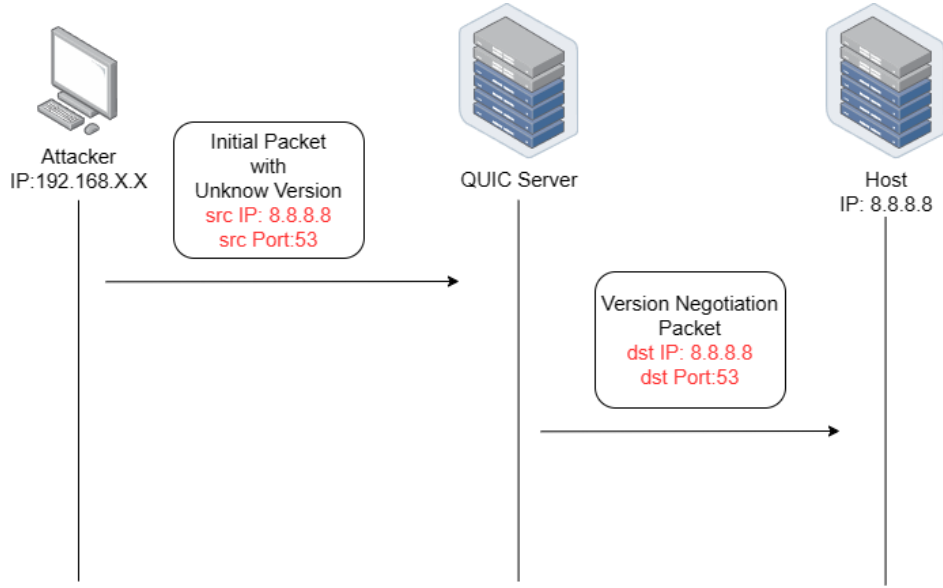 Attacker
IP:192.168.X.X
Initial Packet
with
Unknow Version
src IP: 8.8.8.8
src Port:53
QUIC Server
Host
IP: 8.8.8.8
Version Negotiation
Packet
dst IP: 8.8.8.8
dst Port:53